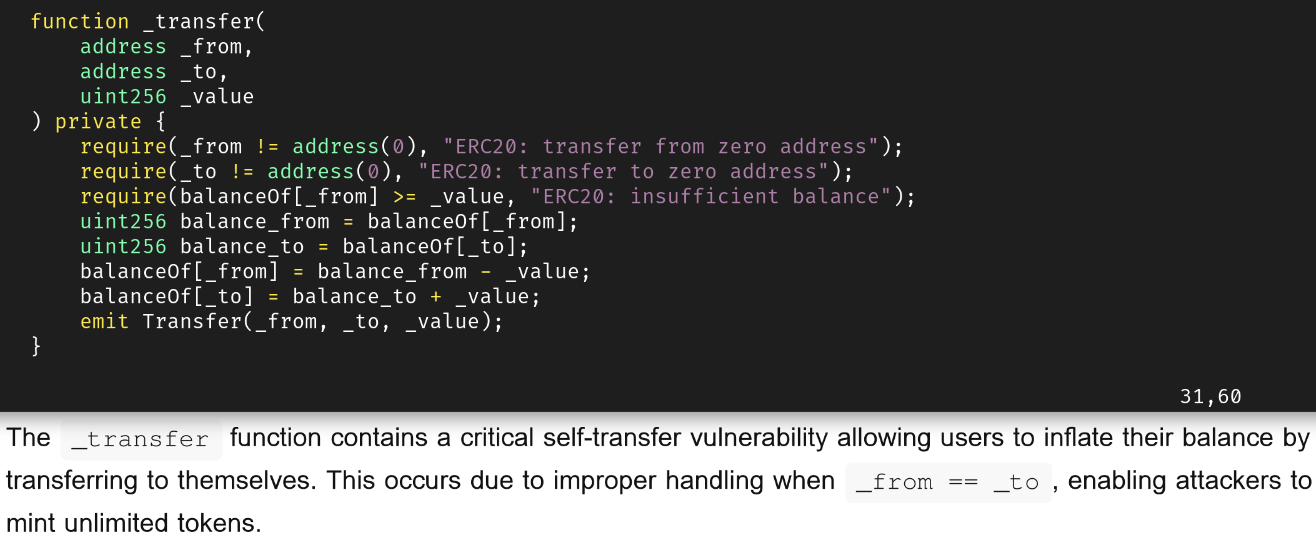 function _transfer(
    address _from,
    address _to,
    uint256 _value
) private {
    require(_from != address(0), "ERC20: transfer from zero address");
    require(_to != address(0), "ERC20: transfer to zero address");
    require(balanceOf[_from] >= _value, "ERC20: insufficient balance");
    uint256 balance_from = balanceOf[_from];
    uint256 balance_to = balanceOf[_to];
    balanceOf[_from] = balance_from - _value;
    balanceOf[_to] = balance_to + _value;
    emit Transfer(_from, _to, _value);
}
31,60
The _transfer function contains a critical self-transfer vulnerability allowing users to inflate their balance by
transferring to themselves. This occurs due to improper handling when _from == _to , enabling attackers to
mint unlimited tokens.